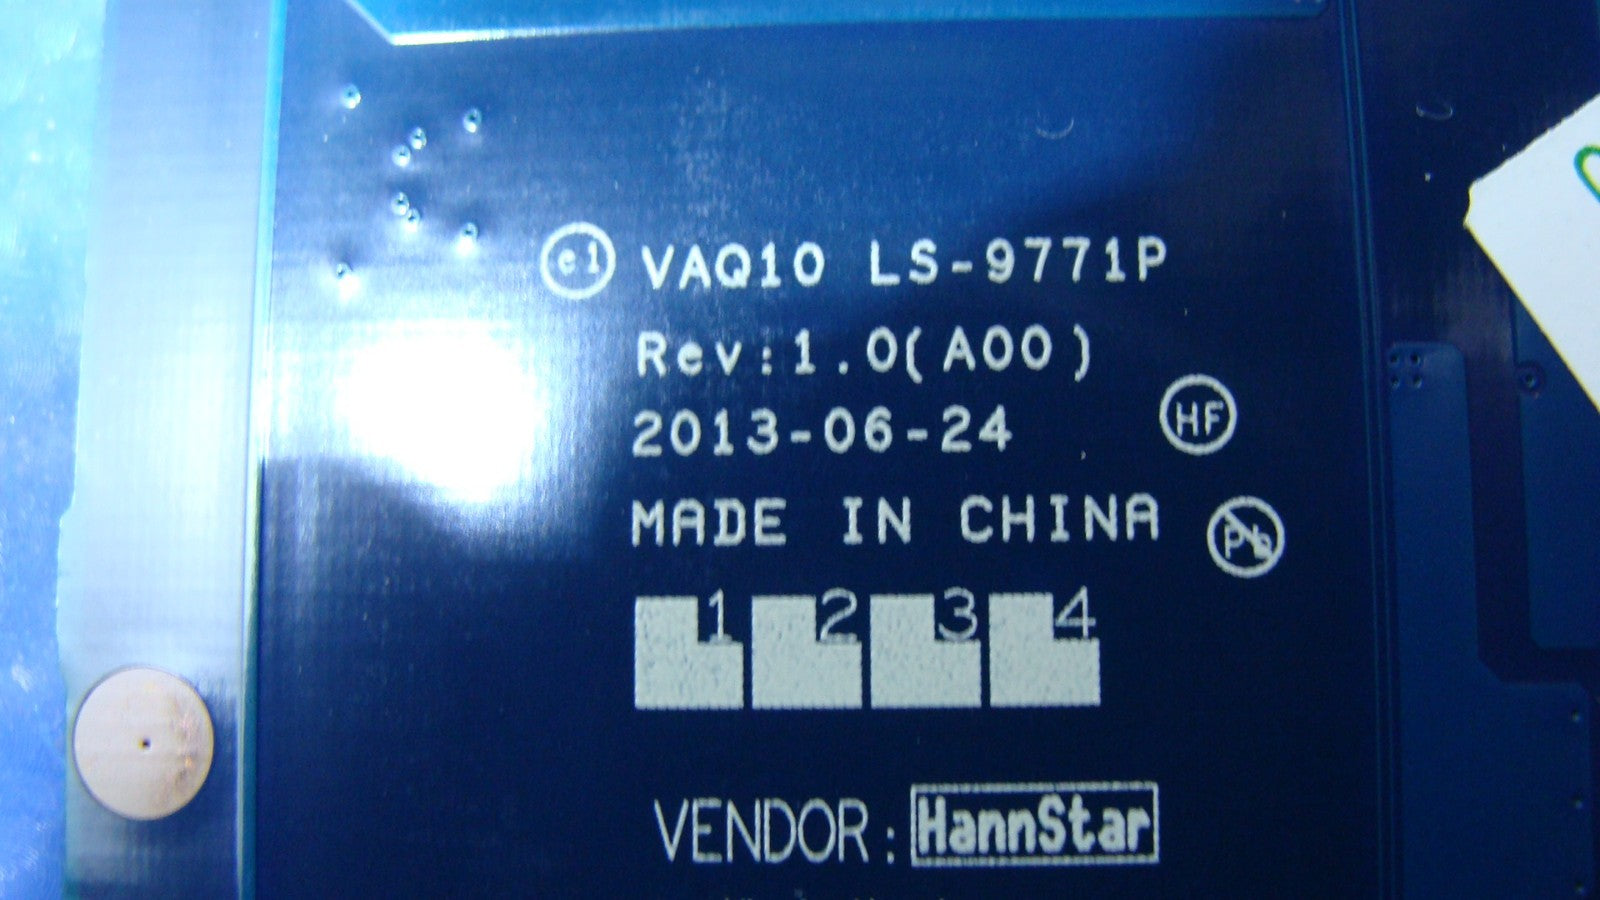 e1 VAQ10 LS-9771P
Rev:1.0(A00)
2013-06-24
HF
MADE IN CHINA
Pb
1 2 3 4
VENDOR: HannStar